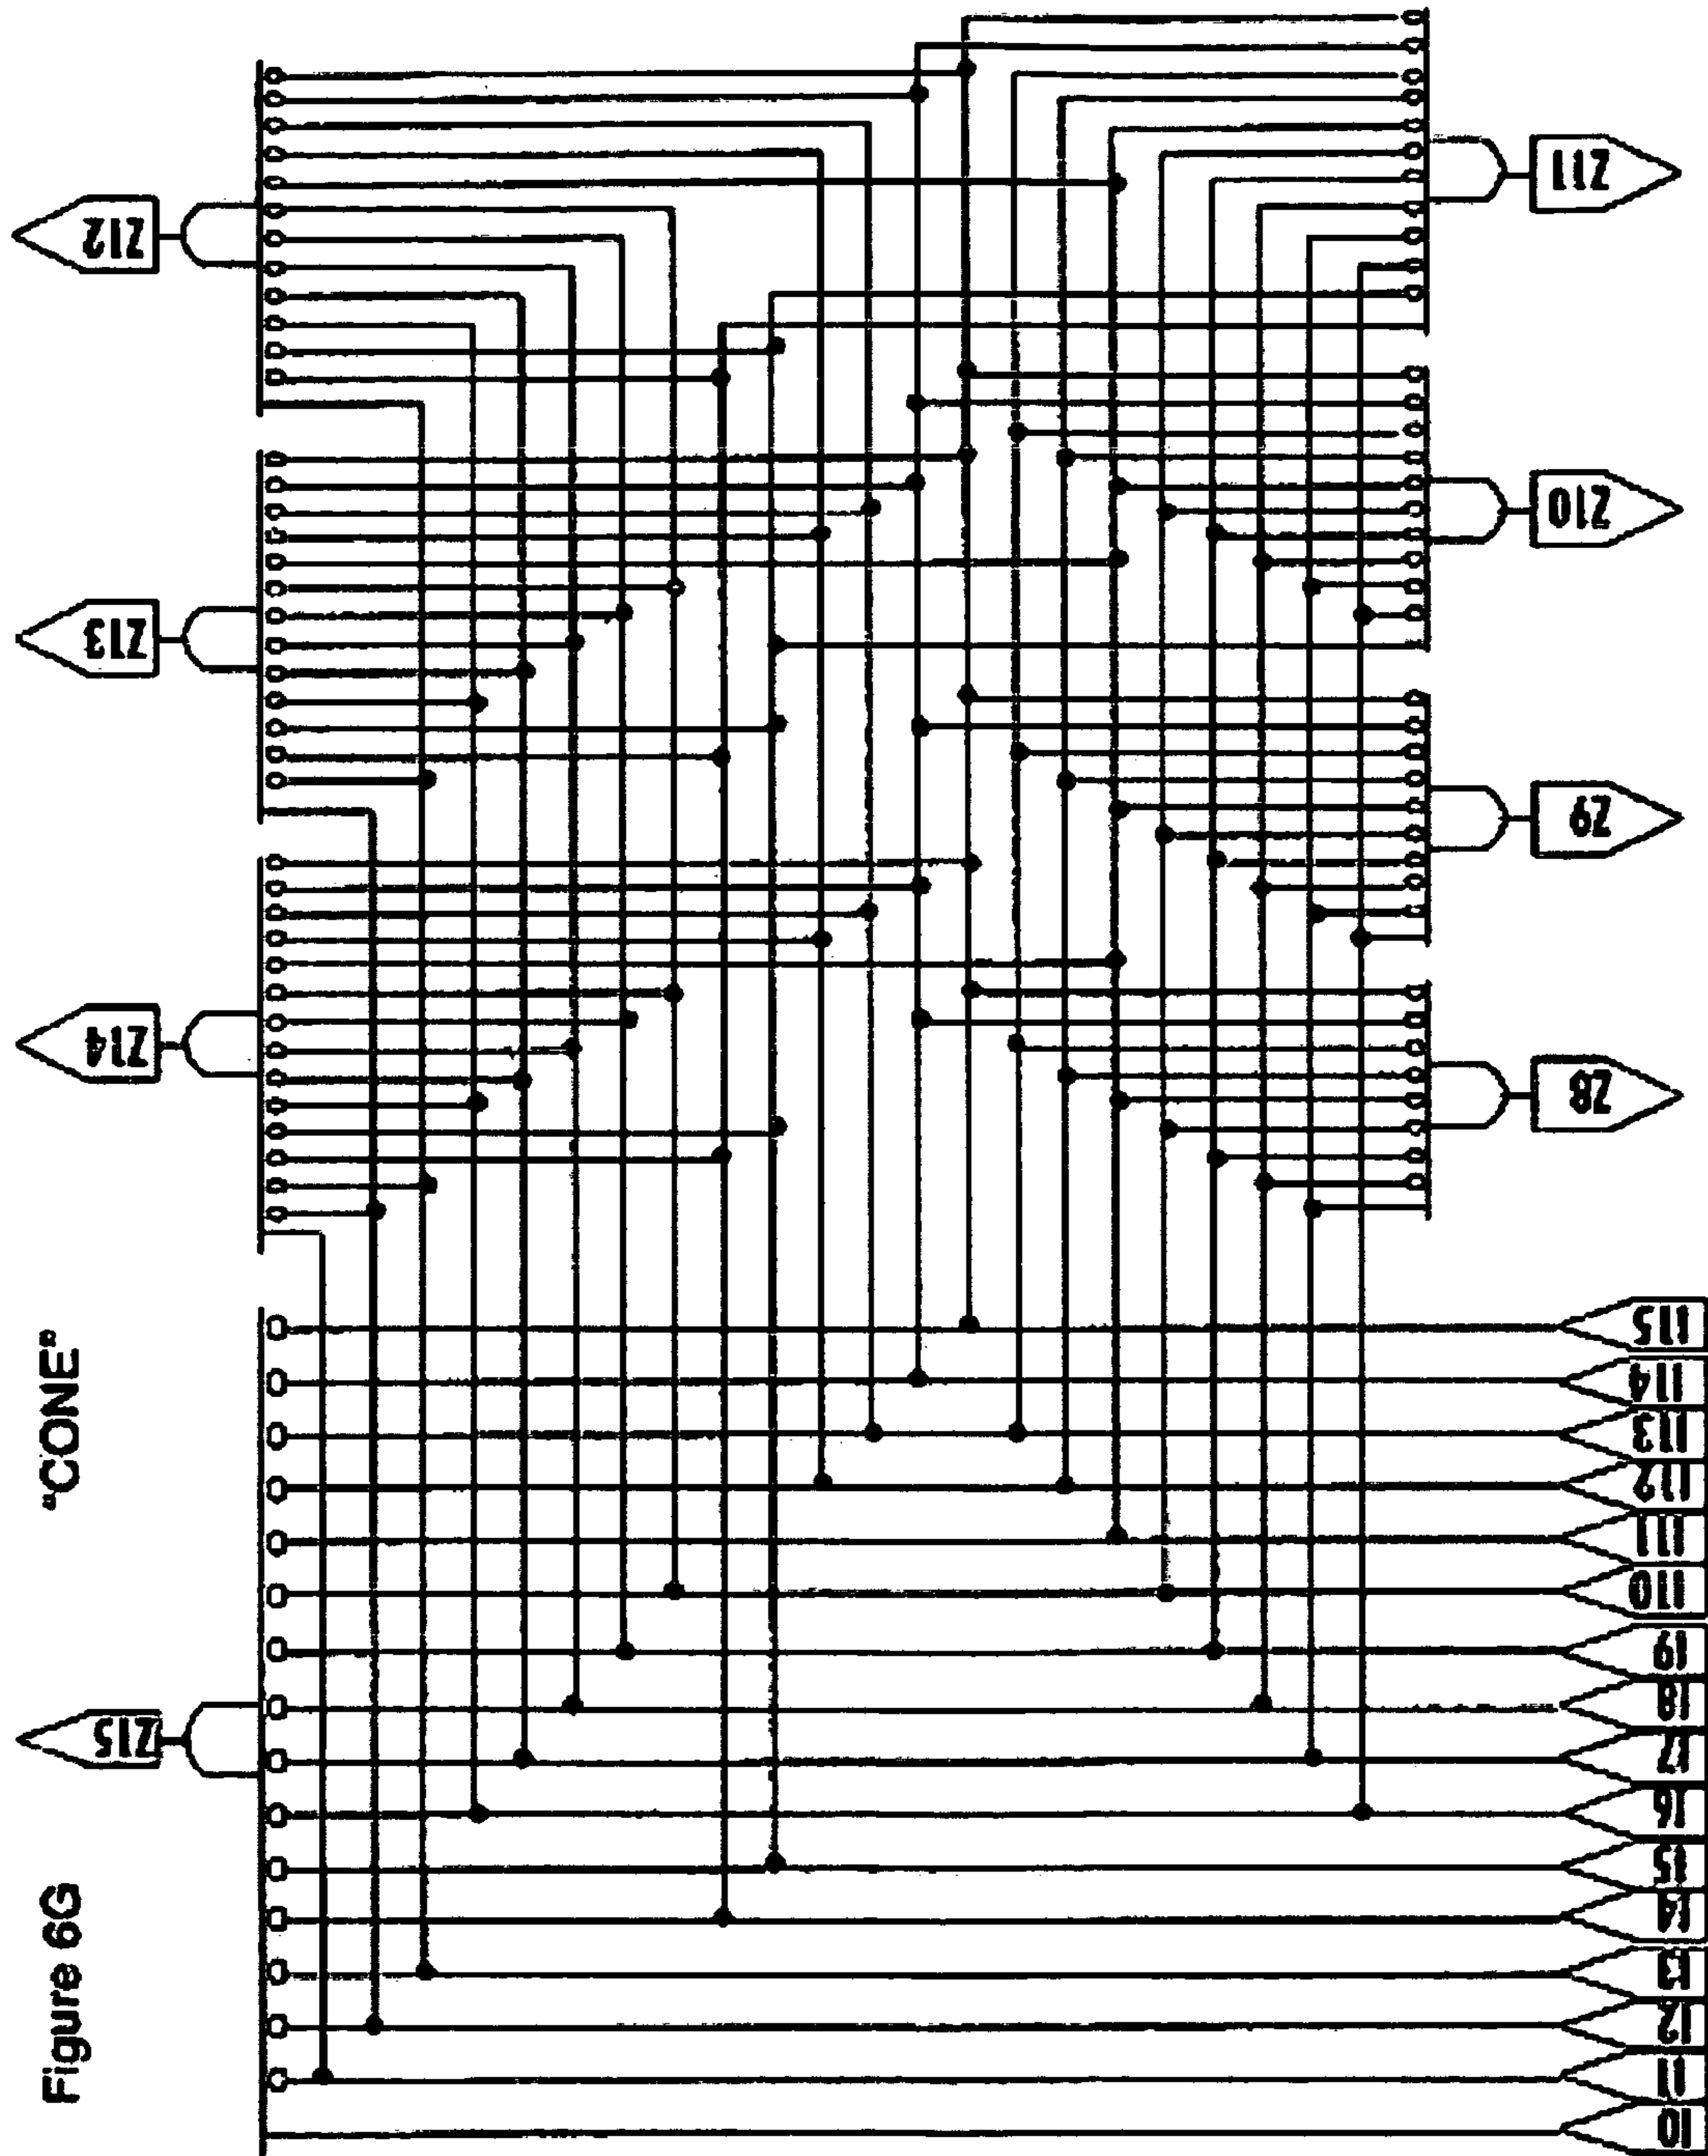 Figure 6G
"CONE"
Z15
Z14
Z13
Z12
I0
I1
I2
I3
I4
I5
I6
I7
I8
I9
I10
I11
I12
I13
I14
I15
Z8
Z9
Z10
Z11